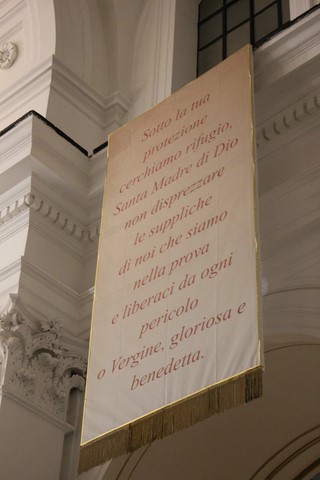 Sotto la tua
protezione
cerchiamo rifugio,
Santa Madre di Dio
non disprezzare
le suppliche
di noi che siamo
nella prova
e liberaci da ogni
pericolo
o Vergine, gloriosa e
benedetta.